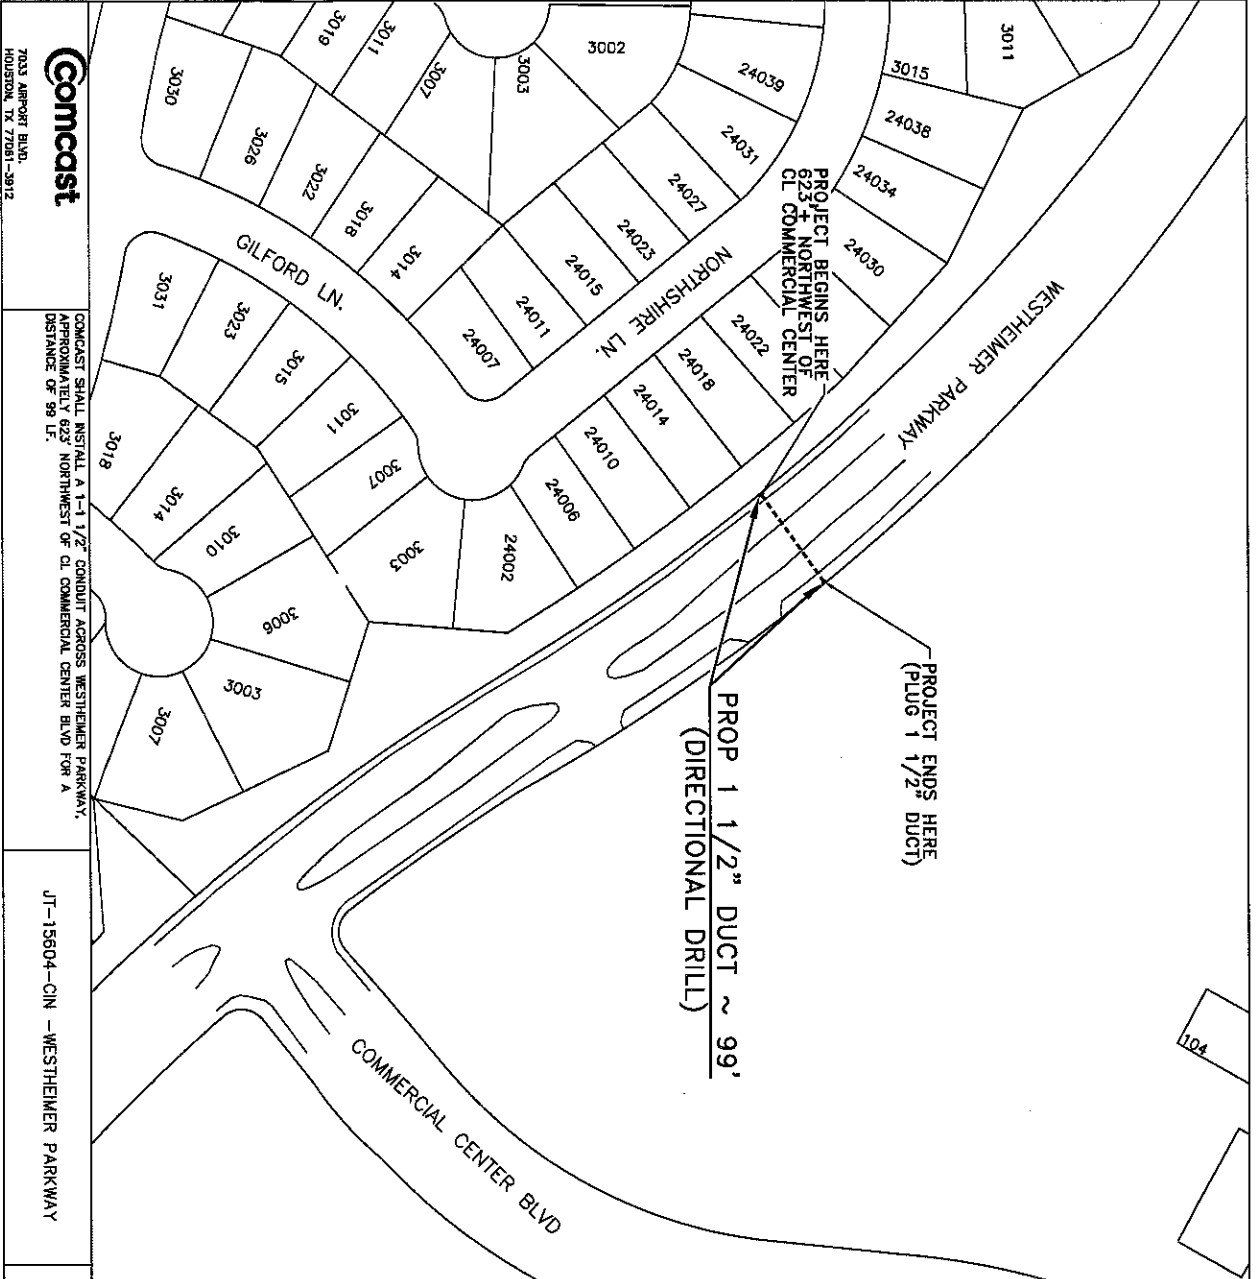 3011
3015
24038
24034
24030
24022
24018
24014
24010
24006
24002
3003
WESTHEIMER PARKWAY
PROJECT BEGINS HERE
623'+ NORTHWEST OF
CL COMMERCIAL CENTER
PROJECT ENDS HERE
(PLUG 1 1/2" DUCT)
PROP 1 1/2" DUCT ~ 99'
(DIRECTIONAL DRILL)
104
NORTHSHIRE LN.
3002
24039
24031
24027
24023
24015
24011
24007
3003
3007
3011
3019
3030
3026
3022
3018
3014
GILFORD LN.
3031
3023
3015
3011
3007
3018
3014
3010
3006
3003
3007
COMMERCIAL CENTER BLVD
comcast
7033 AIRPORT BLVD.
HOUSTON, TX 77061-3912
COMCAST SHALL INSTALL A 1-1 1/2" CONDUIT ACROSS WESTHEIMER PARKWAY,
APPROXIMATELY 623' NORTHWEST OF CL COMMERCIAL CENTER BLVD FOR A
DISTANCE OF 99 LF.
JT-15604-CIN -WESTHEIMER PARKWAY